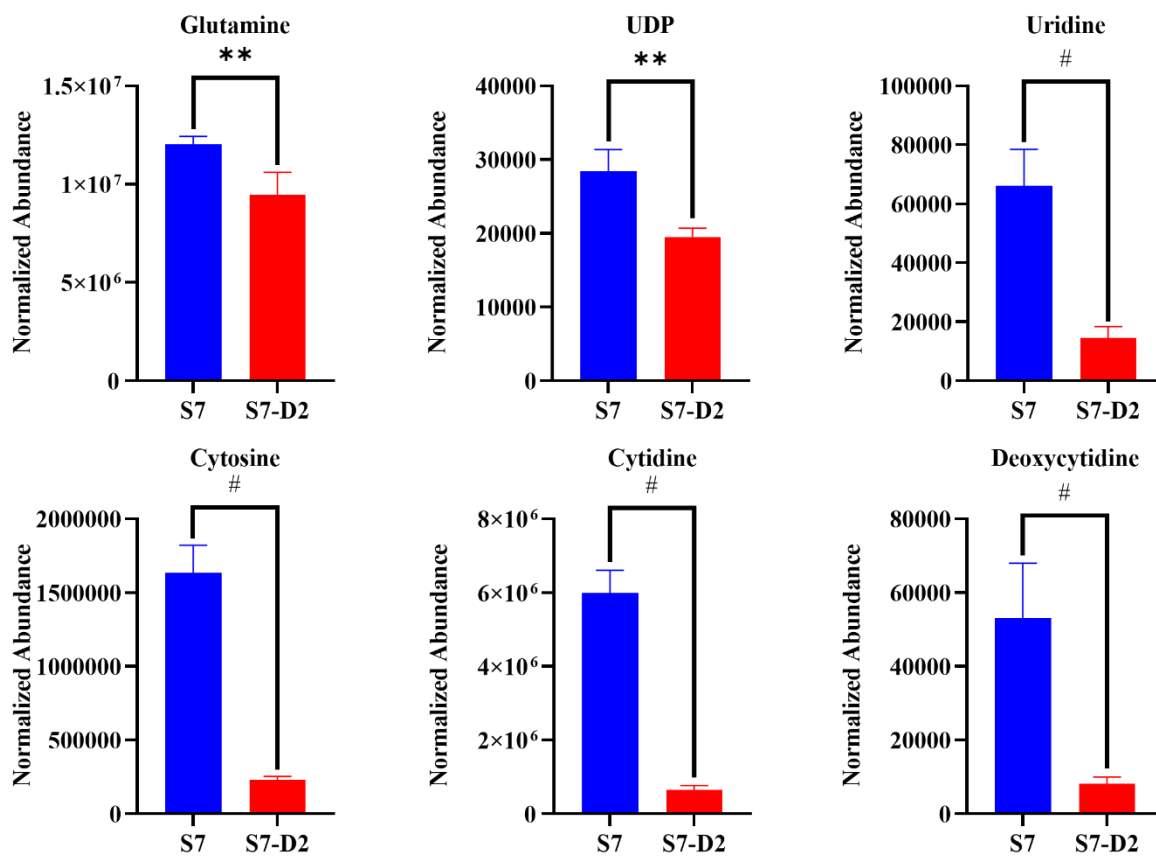 Glutamine
**
Normalized Abundance
1.5×10⁷
1×10⁷
5×10⁶
0
S7 S7-D2
UDP
**
Normalized Abundance
40000
30000
20000
10000
0
S7 S7-D2
Uridine
#
Normalized Abundance
100000
80000
60000
40000
20000
0
S7 S7-D2
Cytosine
#
Normalized Abundance
2000000
1500000
1000000
500000
0
S7 S7-D2
Cytidine
#
Normalized Abundance
8×10⁶
6×10⁶
4×10⁶
2×10⁶
0
S7 S7-D2
Deoxycytidine
#
Normalized Abundance
80000
60000
40000
20000
0
S7 S7-D2